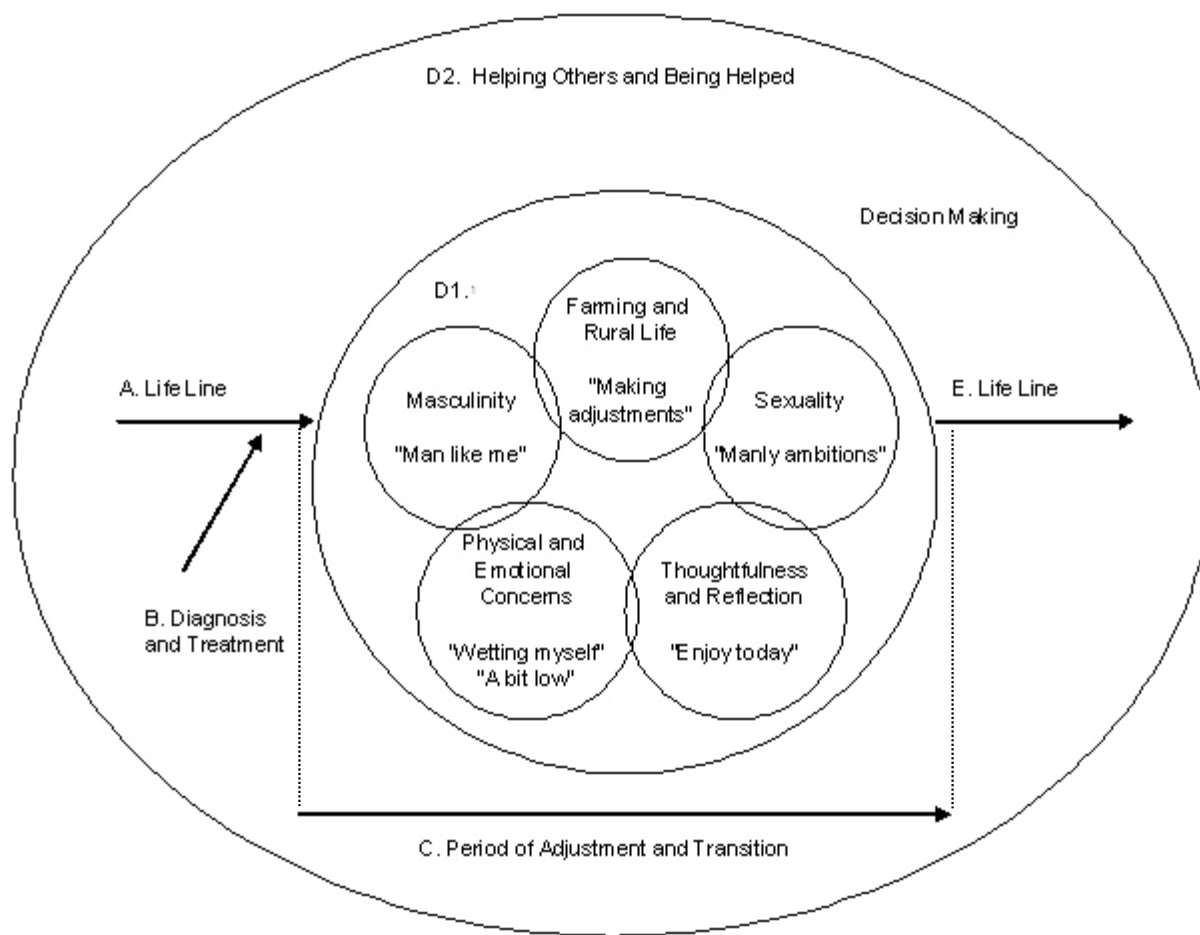 D2. Helping Others and Being Helped
Decision Making
D1.
Farming and
Rural Life
"Making
adjustments"
A. Life Line
Masculinity
"Man like me"
Sexuality
"Manly ambitions"
E. Life Line
B. Diagnosis
and Treatment
Physical and
Emotional
Concerns
"Wetting myself"
"A bit low"
Thoughtfulness
and Reflection
"Enjoy today"
C. Period of Adjustment and Transition